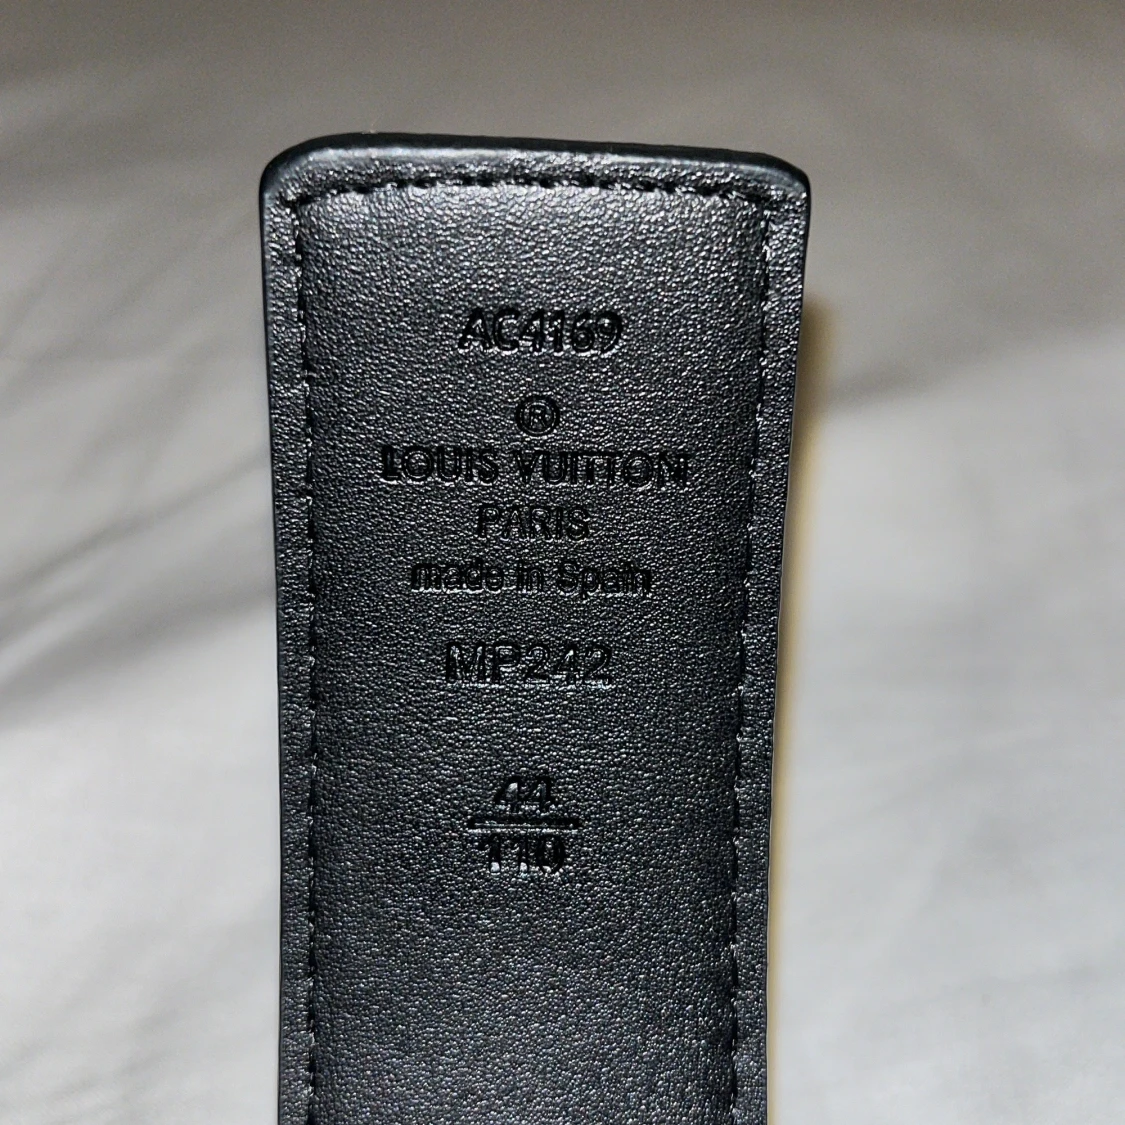 AC4169
®
LOUIS VUITTON
PARIS
made in Spain
MP242
44
110